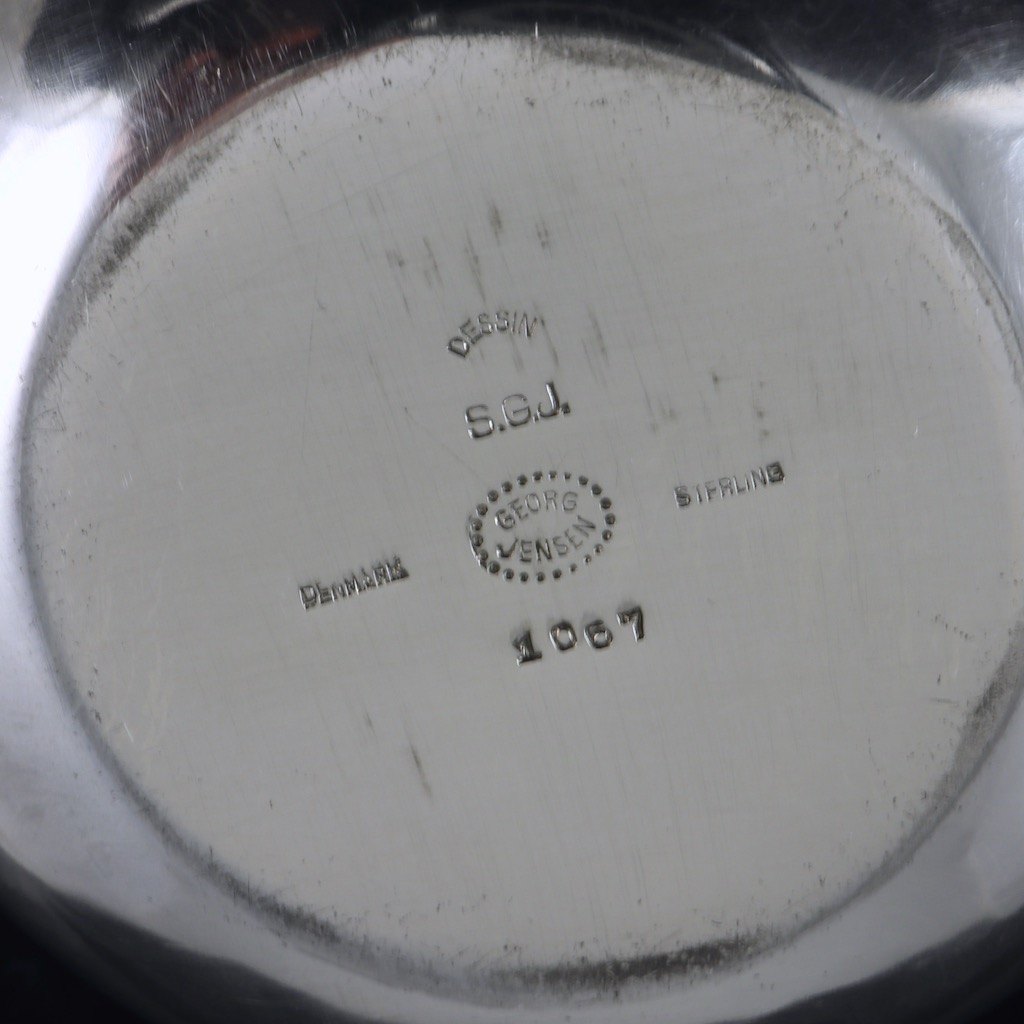 DESSIN
S.G.J.
GEORG
JENSEN
STERLING
DENMARK
1067